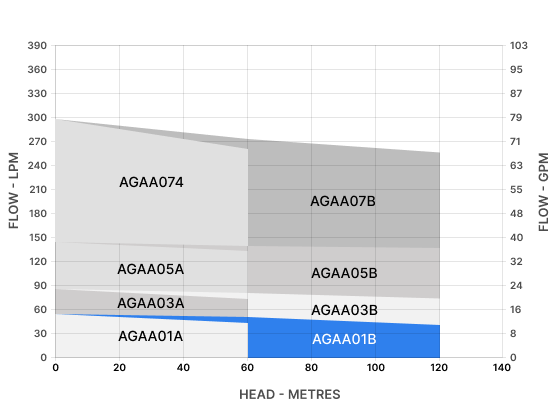 390
360
330
300
270
240
210
180
150
120
90
60
30
0
FLOW - LPM
103
95
87
79
71
63
55
48
40
32
24
16
8
0
FLOW - GPM
AGAA074
AGAA07B
AGAA05A
AGAA05B
AGAA03A
AGAA03B
AGAA01A
AGAA01B
0 20 40 60 80 100 120 140
HEAD - METRES